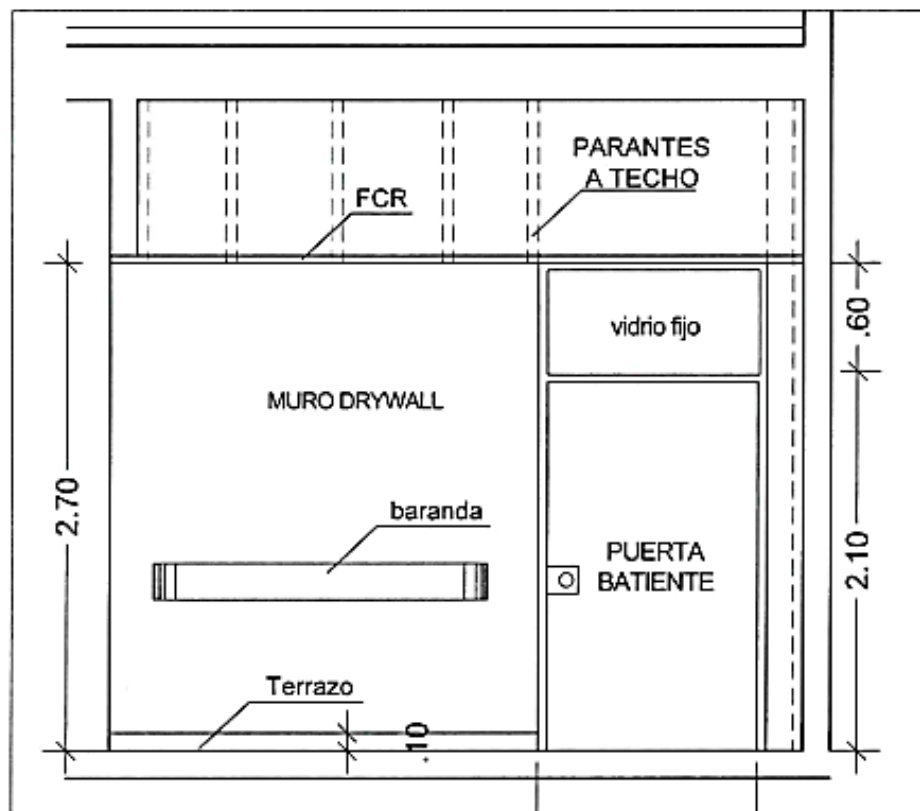 PARANTES
A TECHO
FCR
vidrio fijo
.60
MURO DRYWALL
2.70
baranda
PUERTA
BATIENTE
2.10
Terrazo
.10